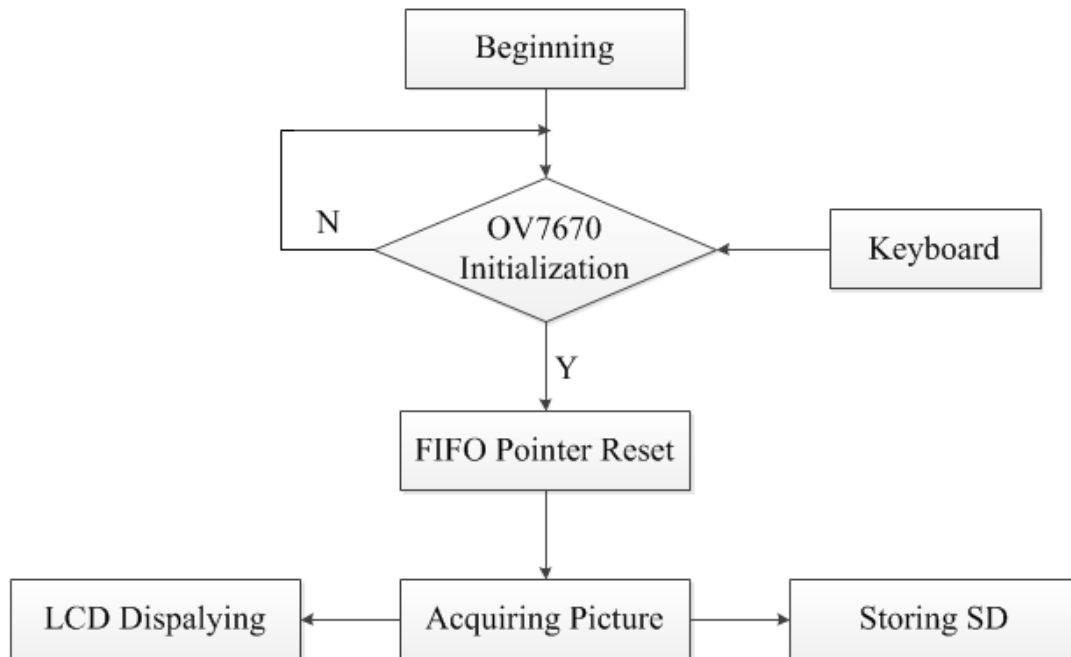 Beginning
OV7670
Initialization
N
Keyboard
Y
FIFO Pointer Reset
LCD Dispalying
Acquiring Picture
Storing SD